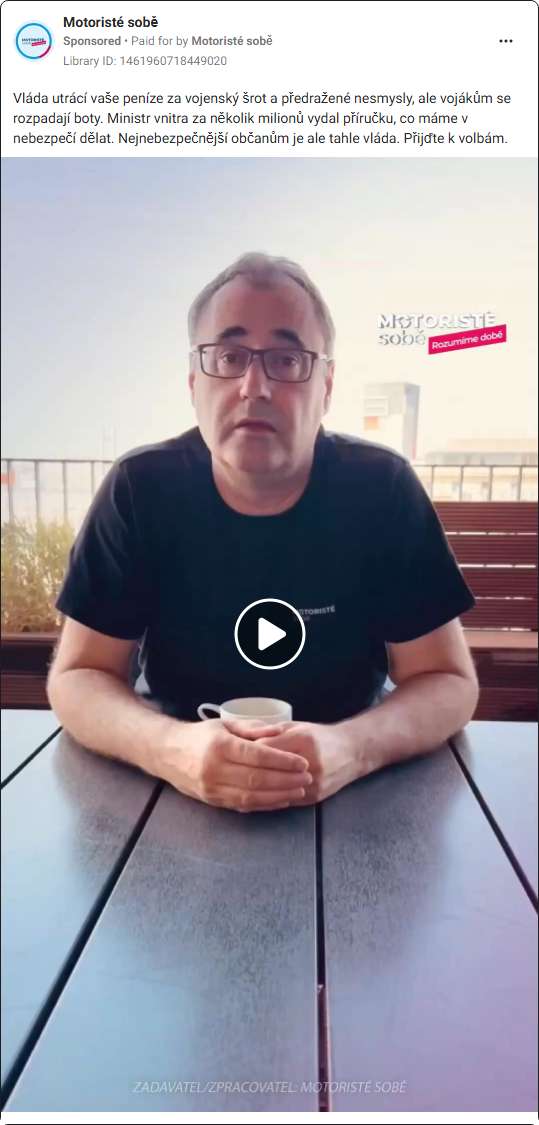 Motoristé sobě
Sponsored • Paid for by Motoristé sobě
Library ID: 1461960718449020
Vláda utrácí vaše peníze za vojenský šrot a předražené nesmysly, ale vojákům se
rozpadají boty. Ministr vnitra za několik milionů vydal příručku, co máme v
nebezpečí dělat. Nejnebezpečnější občanům je ale tahle vláda. Přijďte k volbám.
MOTORISTÉ
sobě Rozumíme době
MOTORISTÉ
ZADAVATEL/ZPRACOVATEL: MOTORISTÉ SOBĚ